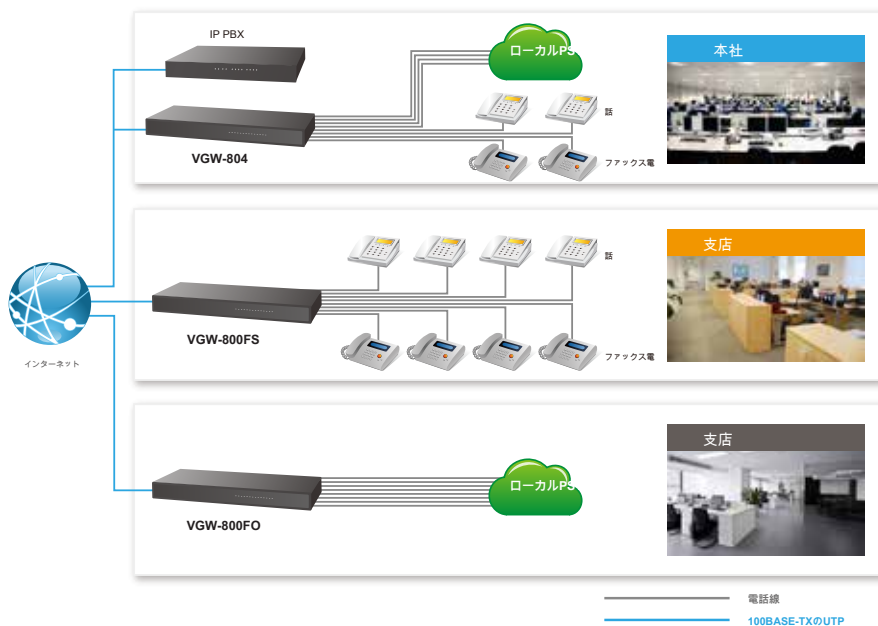 IP PBX
ローカルPS
本社
話
VGW-804
ファックス電
支店
話
VGW-800FS
ファックス電
インターネット
支店
ローカルPS
VGW-800FO
電話線
100BASE-TXのUTP